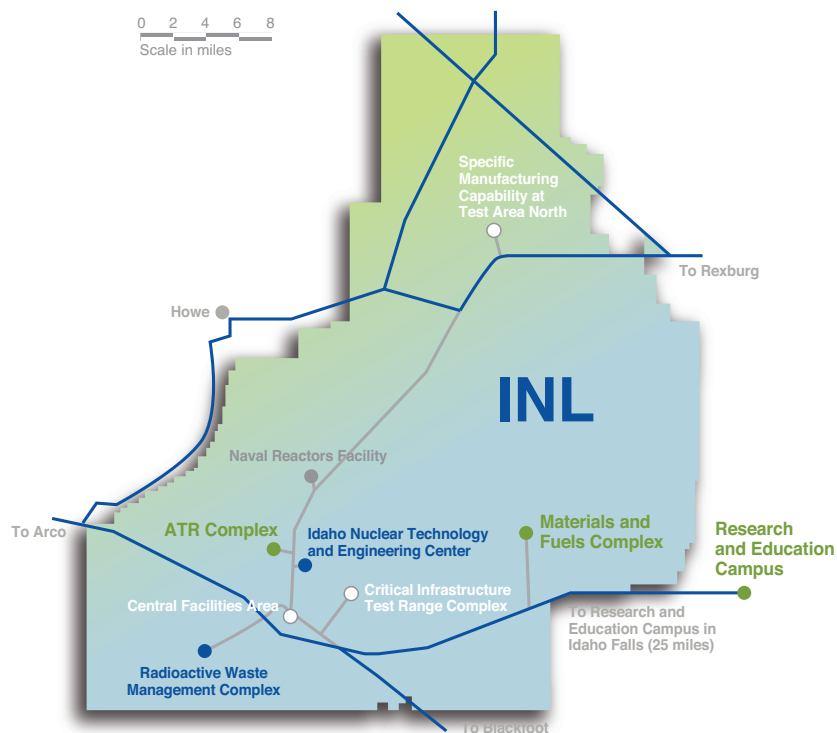 0 2 4 6 8
Scale in miles
Specific
Manufacturing
Capability at
Test Area North
To Rexburg
Howe
INL
Naval Reactors Facility
To Arco
ATR Complex
Idaho Nuclear Technology
and Engineering Center
Materials and
Fuels Complex
Research
and Education
Campus
Central Facilities Area
Critical Infrastructure
Test Range Complex
To Research and
Education Campus in
Idaho Falls (25 miles)
Radioactive Waste
Management Complex
To Blackfoot